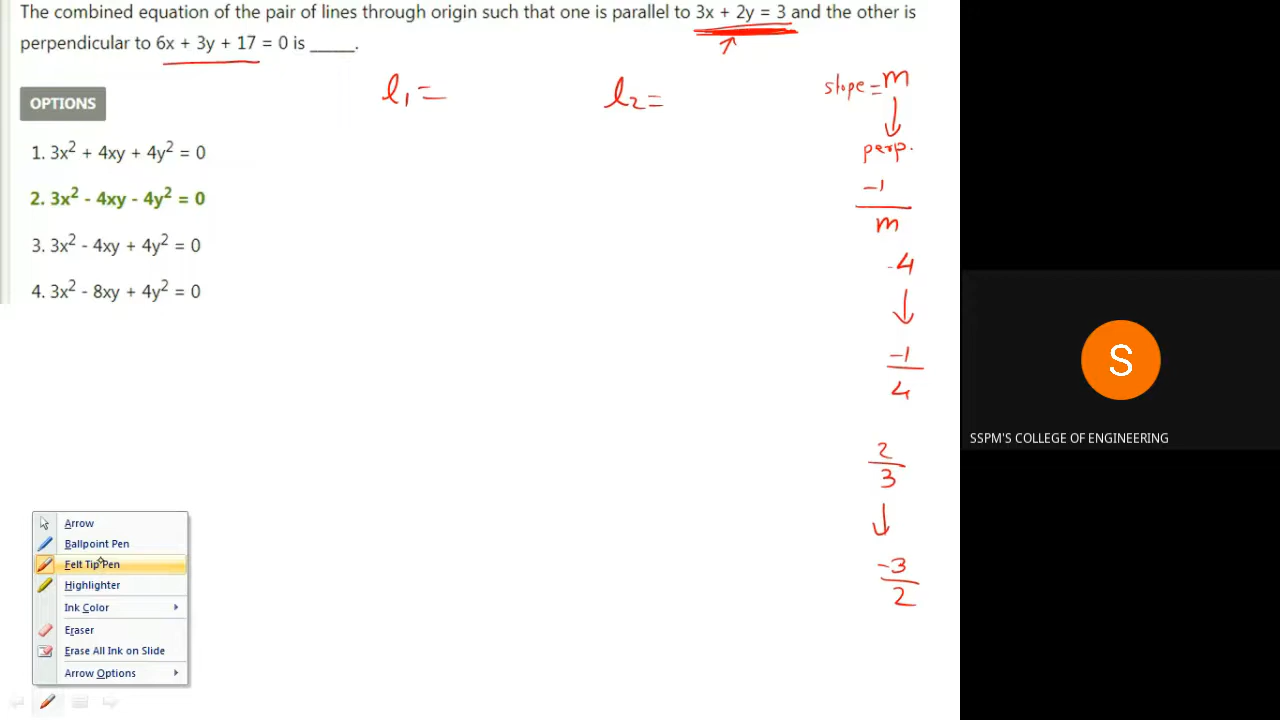 The combined equation of the pair of lines through origin such that one is parallel to 3x + 2y = 3 and the other is
perpendicular to 6x + 3y + 17 = 0 is _____.
l₁ =
l₂ =
slope = m
↓
perp.
-1
m
OPTIONS
1. 3x² + 4xy + 4y² = 0
2. 3x² - 4xy - 4y² = 0
3. 3x² - 4xy + 4y² = 0
4. 3x² - 8xy + 4y² = 0
-4
↓
-1
4
2
3
↓
-3
2
Arrow
Ballpoint Pen
Felt Tip Pen
Highlighter
Ink Color
Eraser
Erase All Ink on Slide
Arrow Options
S
SSPM'S COLLEGE OF ENGINEERING